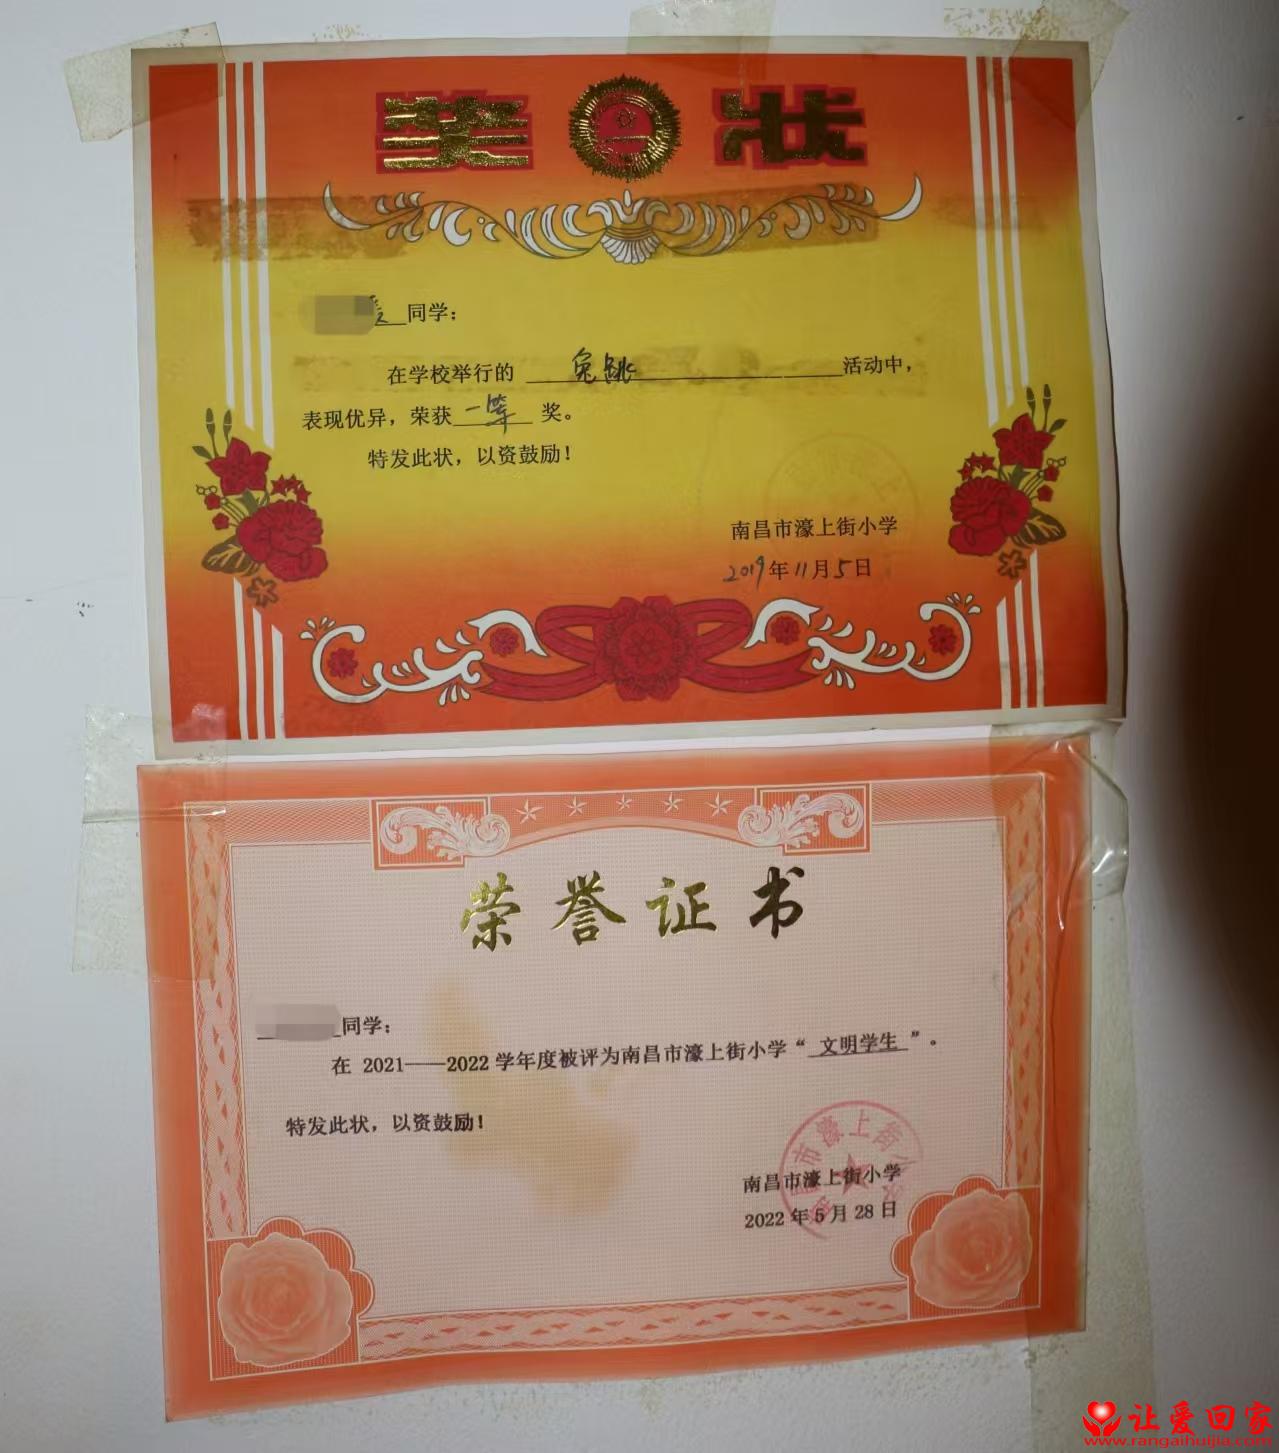 奖 状
同学：
在学校举行的 兔跳 活动中，
表现优异，荣获 一等 奖。
特发此状，以资鼓励！
南昌市濠上街小学
2019年11月5日
荣誉证书
同学：
在 2021——2022 学年度被评为南昌市濠上街小学“ 文明学生 ”。
特发此状，以资鼓励！
南昌市濠上街小学
2022 年 5 月 28 日
让爱回家
www.rangaihuijia.com